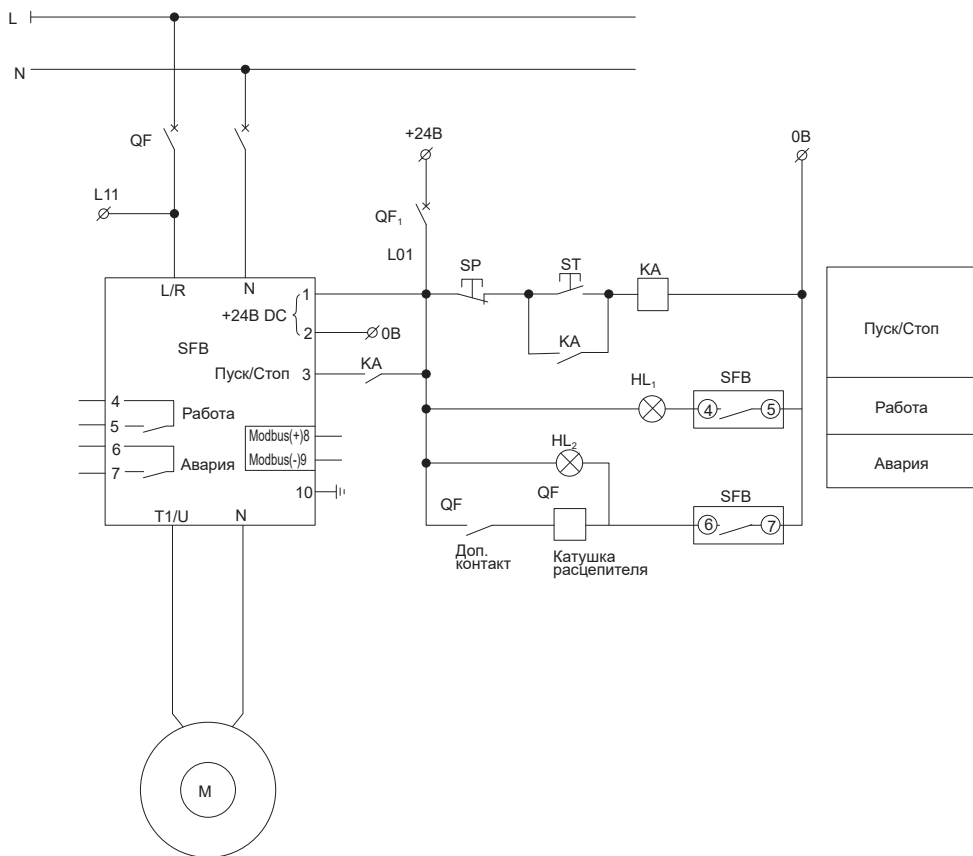 L
N
QF
+24В
0В
L11
QF₁
L01
SP
ST
KA
L/R
N
1
+24В DC
2
0В
SFB
Пуск/Стоп
3
KA
KA
Пуск/Стоп
HL₁
SFB
4
5
Работа
4
5
Работа
6
7
Авария
Modbus(+)8
Modbus(-)9
HL₂
Авария
10
QF
QF
SFB
6
7
T1/U
N
Доп.
контакт
Катушка
расцепителя
M